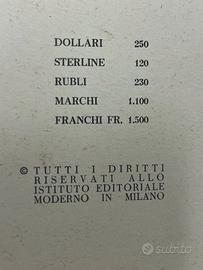 DOLLARI 250
STERLINE 120
RUBLI 230
MARCHI 1.100
FRANCHI FR. 1.500
© TUTTI I DIRITTI
RISERVATI ALLO
ISTITUTO EDITORIALE
MODERNO IN MILANO
subito